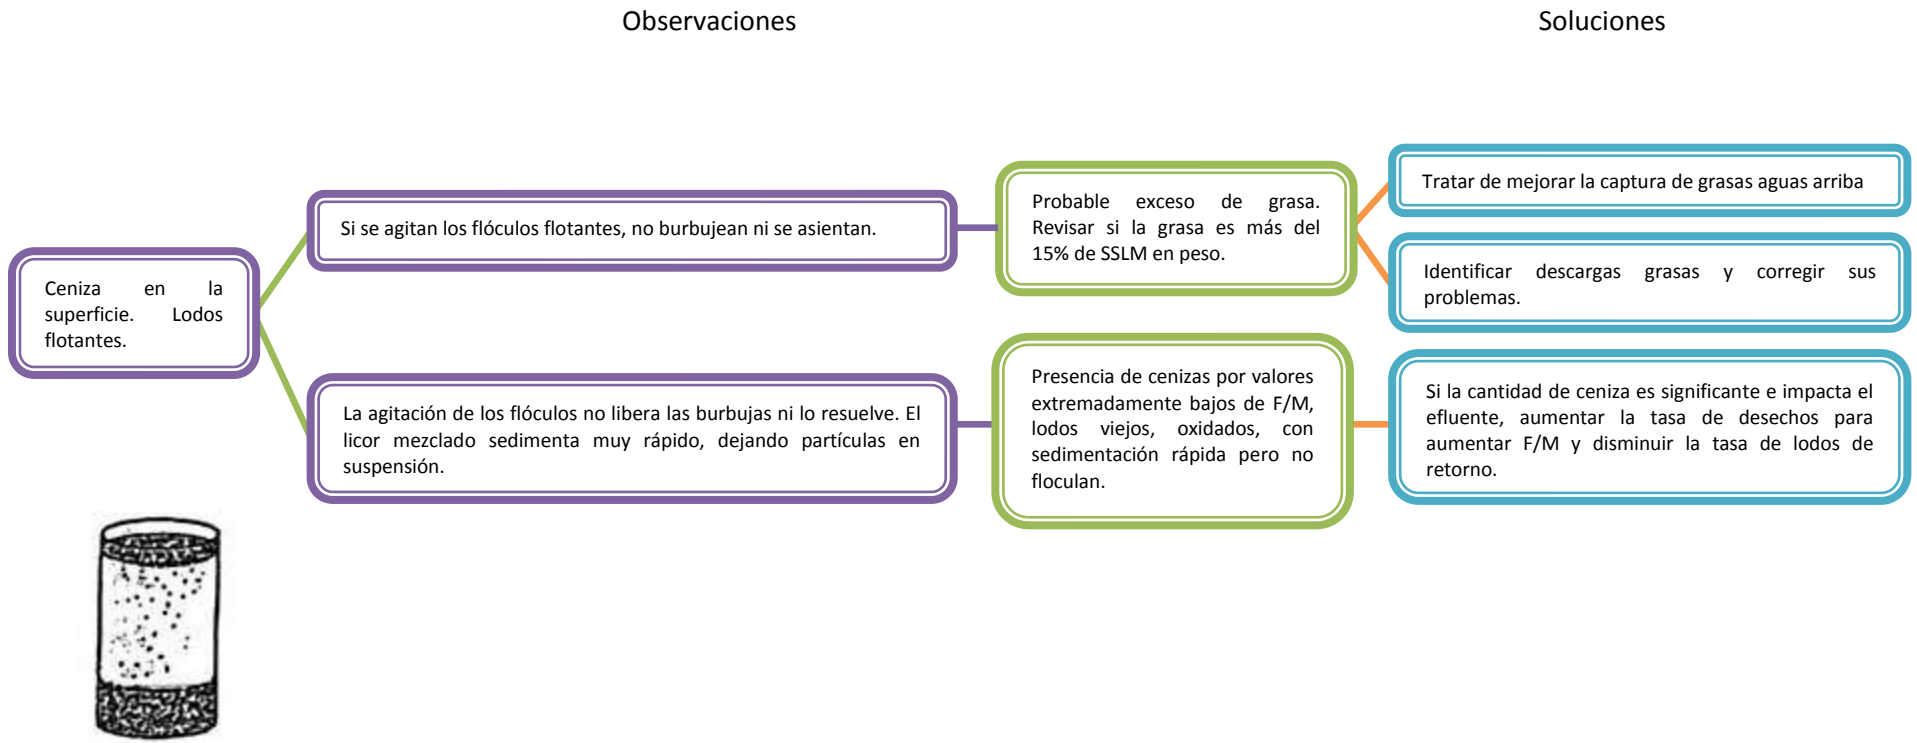 Observaciones
Soluciones
Ceniza en la
superficie. Lodos
flotantes.
Si se agitan los flóculos flotantes, no burbujean ni se asientan.
Probable exceso de grasa.
Revisar si la grasa es más del
15% de SSLM en peso.
Tratar de mejorar la captura de grasas aguas arriba
Identificar descargas grasas y corregir sus
problemas.
La agitación de los flóculos no libera las burbujas ni lo resuelve. El
licor mezclado sedimenta muy rápido, dejando partículas en
suspensión.
Presencia de cenizas por valores
extremadamente bajos de F/M,
lodos viejos, oxidados, con
sedimentación rápida pero no
floculan.
Si la cantidad de ceniza es significante e impacta el
efluente, aumentar la tasa de desechos para
aumentar F/M y disminuir la tasa de lodos de
retorno.